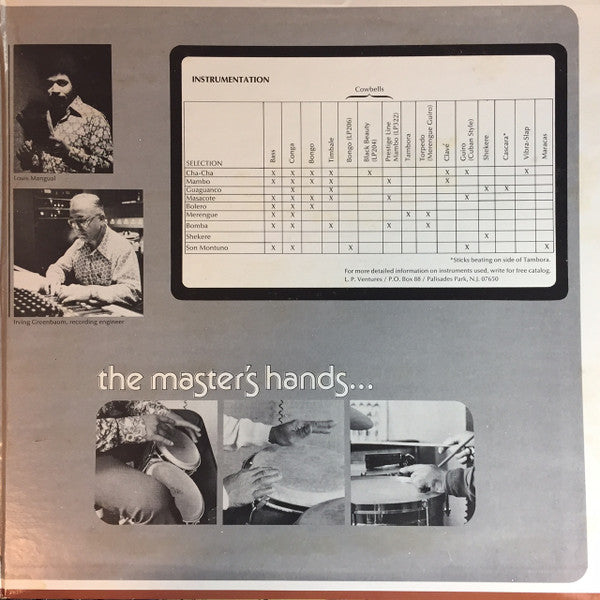 Louis Mangual
Irving Greenbaum, recording engineer
INSTRUMENTATION
Cowbells
SELECTION
Bass
Conga
Bongo
Timbale
Bongo (LP206)
Black Beauty
(LP204)
Prestige Line
Mambo (LP322)
Tambora
Torpedo
(Merengue Guiro)
Clavé
Guiro
(Cuban Style)
Shekere
Cascara*
Vibra-Slap
Maracas
Cha-Cha X X X X X X X X
Mambo X X X X X X
Guaguanco X X X X
Masacote X X X X X X
Bolero X X X
Merengue X X X X
Bomba X X X X X
Shekere X
Son Montuno X X X X X
*Sticks beating on side of Tambora.
For more detailed information on instruments used, write for free catalog.
L. P. Ventures / P.O. Box 88 / Palisades Park, N.J. 07650
the master's hands...